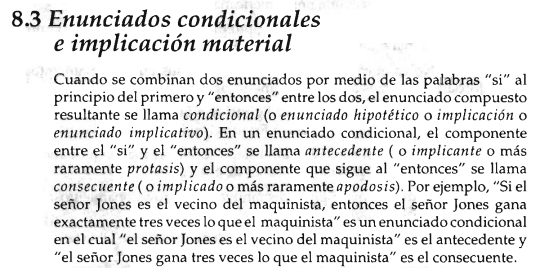 8.3 Enunciados condicionales
e implicación material
Cuando se combinan dos enunciados por medio de las palabras "si" al
principio del primero y "entonces" entre los dos, el enunciado compuesto
resultante se llama condicional (o enunciado hipotético o implicación o
enunciado implicativo). En un enunciado condicional, el componente
entre el "si" y el "entonces" se llama antecedente ( o implicante o más
raramente protasis) y el componente que sigue al "entonces" se llama
consecuente ( o implicado o más raramente apodosis). Por ejemplo, "Si el
señor Jones es el vecino del maquinista, entonces el señor Jones gana
exactamente tres veces lo que el maquinista" es un enunciado condicional
en el cual "el señor Jones es el vecino del maquinista" es el antecedente y
"el señor Jones gana tres veces lo que el maquinista" es el consecuente.